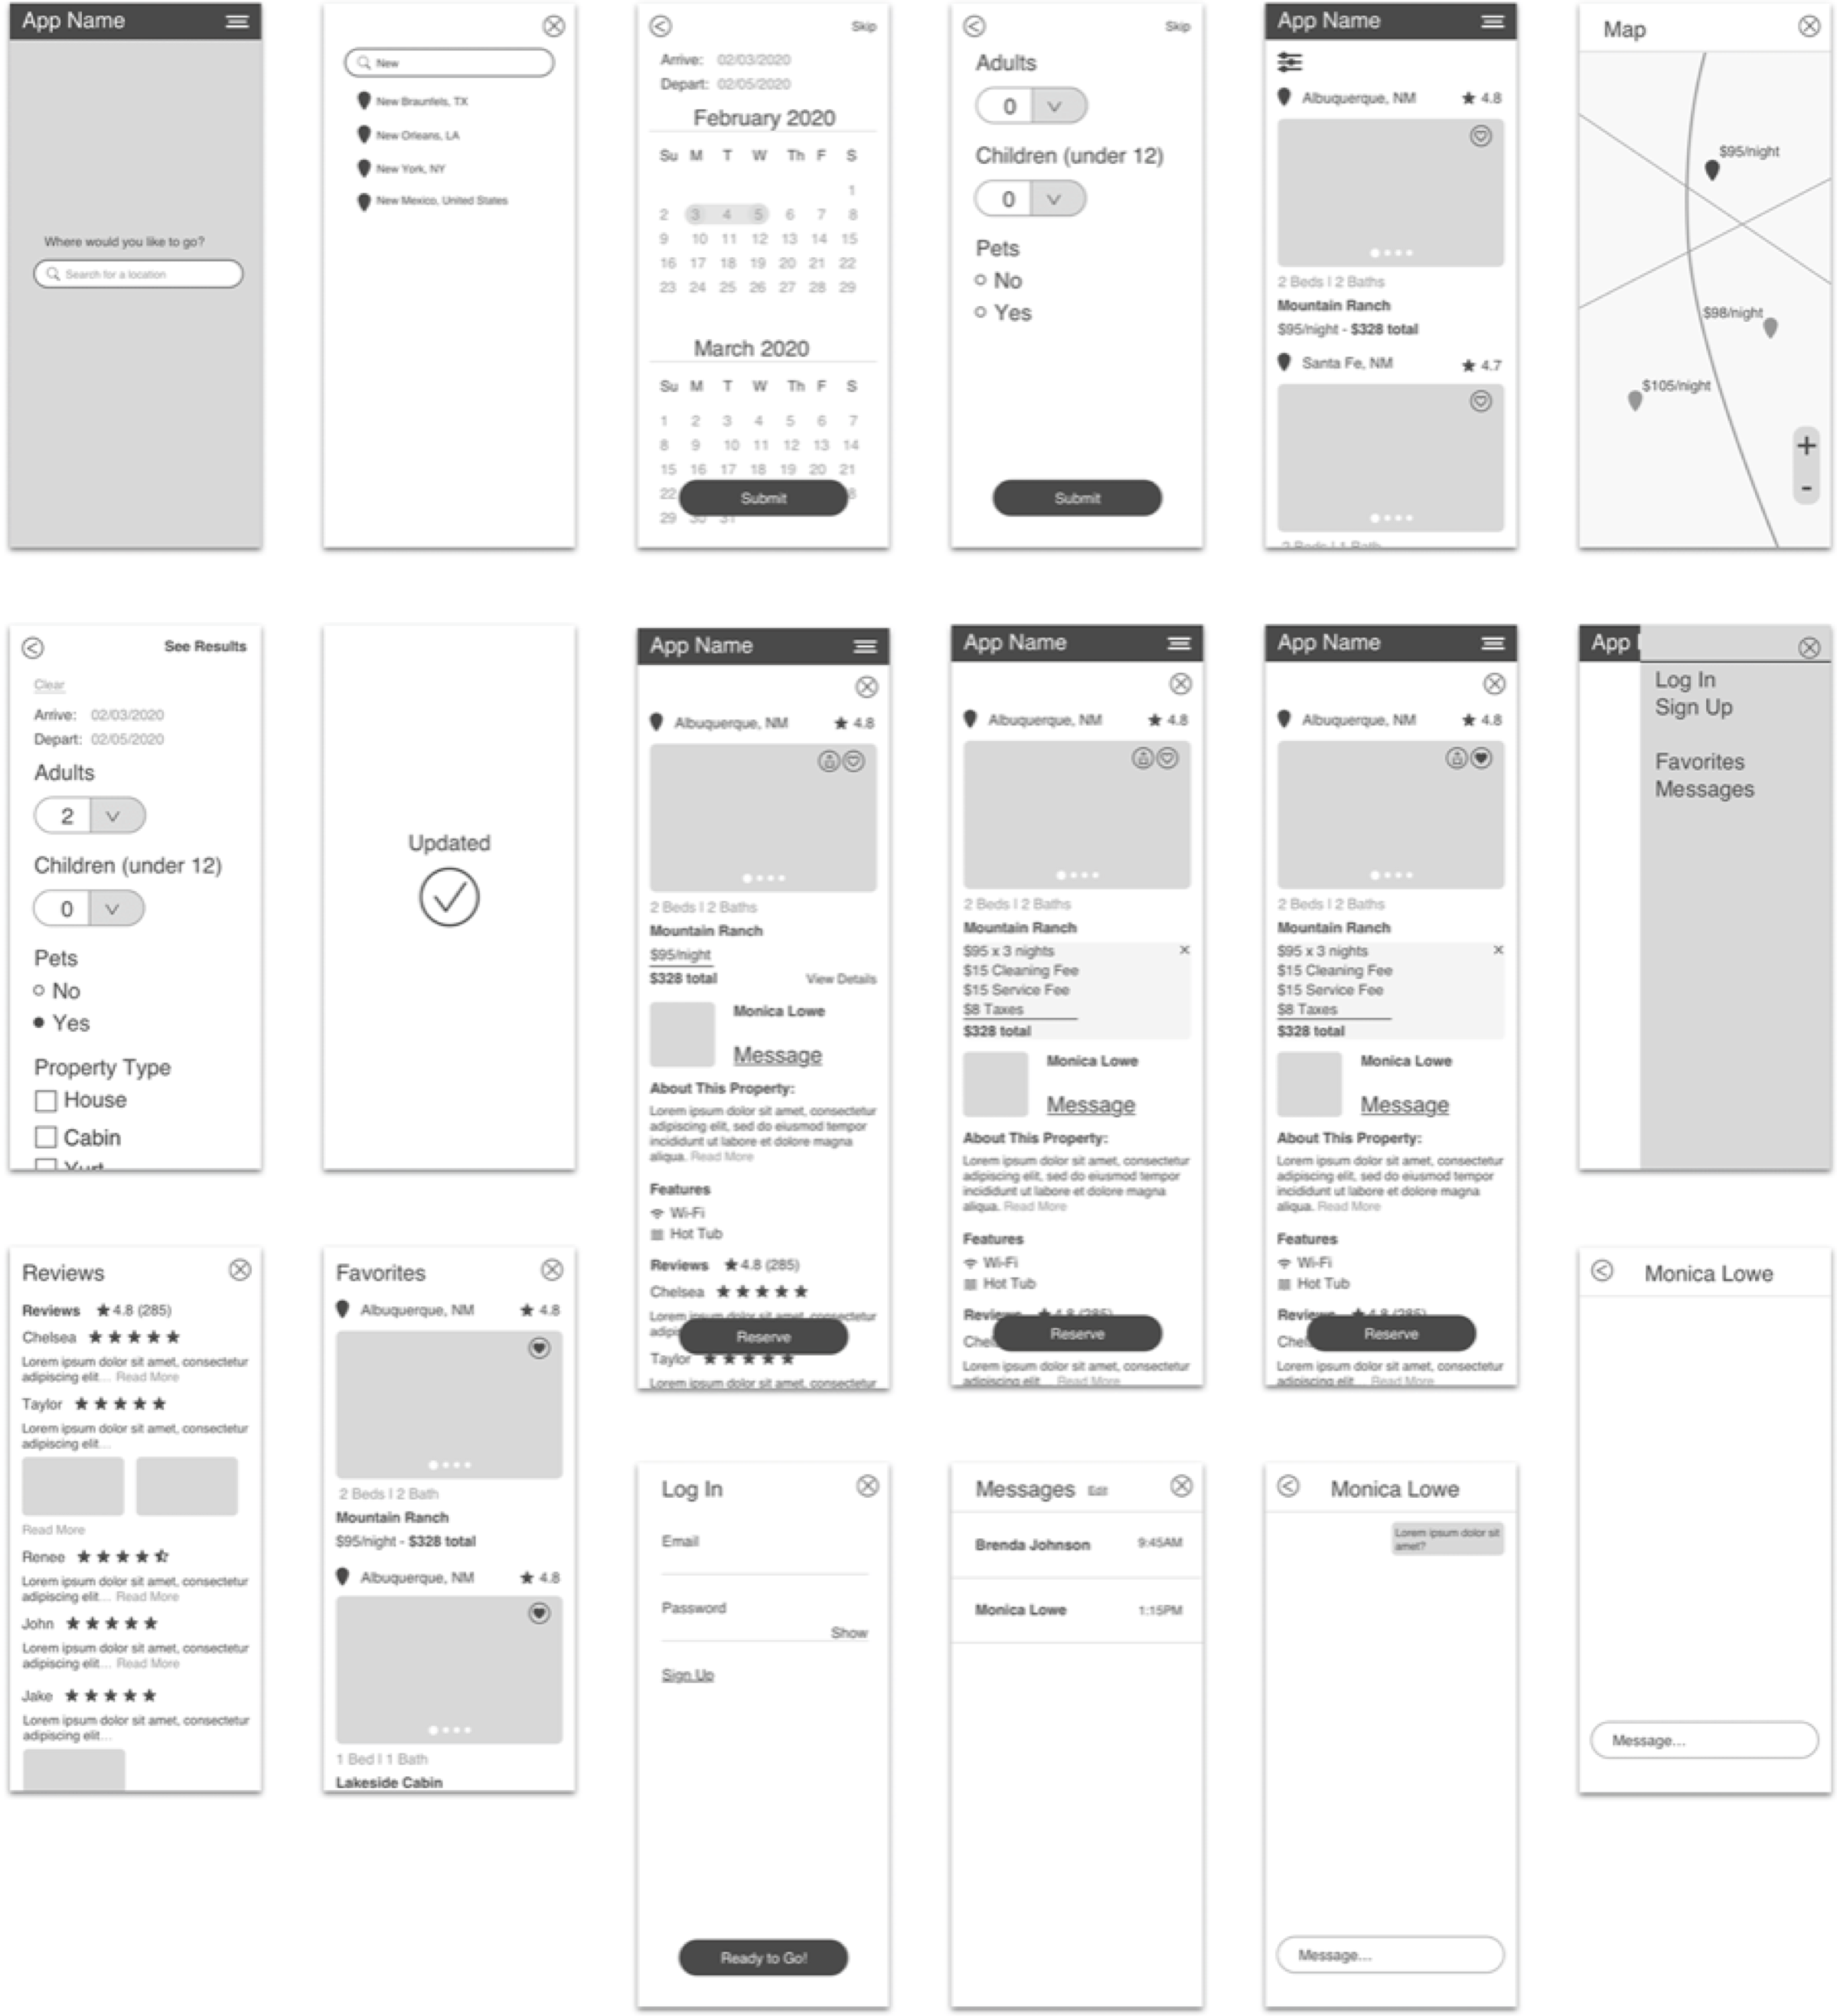 App Name
Where would you like to go?
Search for a location
New
New Braunfels, TX
New Orleans, LA
New York, NY
New Mexico, United States
Skip
Arrive: 02/03/2020
Depart: 02/05/2020
February 2020
Su M T W Th F S
1
2 3 4 5 6 7 8
9 10 11 12 13 14 15
16 17 18 19 20 21 22
23 24 25 26 27 28 29
March 2020
Su M T W Th F S
1 2 3 4 5 6 7
8 9 10 11 12 13 14
15 16 17 18 19 20 21
22 8
Submit
29 30 31
Skip
Adults
0
Children (under 12)
0
Pets
No
Yes
Submit
App Name
Albuquerque, NM ★ 4.8
2 Beds | 2 Baths
Mountain Ranch
$95/night - $328 total
Santa Fe, NM ★ 4.7
2 Beds | 1 Bath
Map
$95/night
$98/night
$105/night
+
-
See Results
Clear
Arrive: 02/03/2020
Depart: 02/05/2020
Adults
2
Children (under 12)
0
Pets
No
Yes
Property Type
House
Cabin
Yurt
Updated
App Name
Albuquerque, NM ★ 4.8
2 Beds | 2 Baths
Mountain Ranch
$95/night
$328 total View Details
Monica Lowe
Message
About This Property:
Lorem ipsum dolor sit amet, consectetur
adipiscing elit, sed do eiusmod tempor
incididunt ut labore et dolore magna
aliqua. Read More
Features
Wi-Fi
Hot Tub
Reviews ★ 4.8 (285)
Chelsea ★ ★ ★ ★ ★
Lorem ipsum dolor sit amet, consectetur
adipi
Reserve
Taylor ★ ★ ★ ★ ★
Lorem ipsum dolor sit amet, consectetur
App Name
Albuquerque, NM ★ 4.8
2 Beds | 2 Baths
Mountain Ranch
$95 x 3 nights ×
$15 Cleaning Fee
$15 Service Fee
$8 Taxes
$328 total
Monica Lowe
Message
About This Property:
Lorem ipsum dolor sit amet, consectetur
adipiscing elit, sed do eiusmod tempor
incididunt ut labore et dolore magna
aliqua. Read More
Features
Wi-Fi
Hot Tub
Reviews ★ 4.8 (285)
Reserve
Chel
Lorem ipsum dolor sit amet, consectetur
adipiscing elit... Read More
App Name
Albuquerque, NM ★ 4.8
2 Beds | 2 Baths
Mountain Ranch
$95 x 3 nights ×
$15 Cleaning Fee
$15 Service Fee
$8 Taxes
$328 total
Monica Lowe
Message
About This Property:
Lorem ipsum dolor sit amet, consectetur
adipiscing elit, sed do eiusmod tempor
incididunt ut labore et dolore magna
aliqua. Read More
Features
Wi-Fi
Hot Tub
Reviews ★ 4.8 (285)
Reserve
Chel
Lorem ipsum dolor sit amet, consectetur
adipiscing elit... Read More
App
Log In
Sign Up
Favorites
Messages
Reviews
Reviews ★ 4.8 (285)
Chelsea ★ ★ ★ ★ ★
Lorem ipsum dolor sit amet, consectetur
adipiscing elit... Read More
Taylor ★ ★ ★ ★ ★
Lorem ipsum dolor sit amet, consectetur
adipiscing elit...
Read More
Renee ★ ★ ★ ★
Lorem ipsum dolor sit amet, consectetur
adipiscing elit... Read More
John ★ ★ ★ ★ ★
Lorem ipsum dolor sit amet, consectetur
adipiscing elit... Read More
Jake ★ ★ ★ ★ ★
Lorem ipsum dolor sit amet, consectetur
adipiscing elit...
Favorites
Albuquerque, NM ★ 4.8
2 Beds | 2 Bath
Mountain Ranch
$95/night - $328 total
Albuquerque, NM ★ 4.8
1 Bed | 1 Bath
Lakeside Cabin
Log In
Email
Password
Show
Sign Up
Ready to Go!
Messages Edit
Brenda Johnson 9:45AM
Monica Lowe 1:15PM
Monica Lowe
Lorem ipsum dolor sit
amet?
Message...
Monica Lowe
Message...